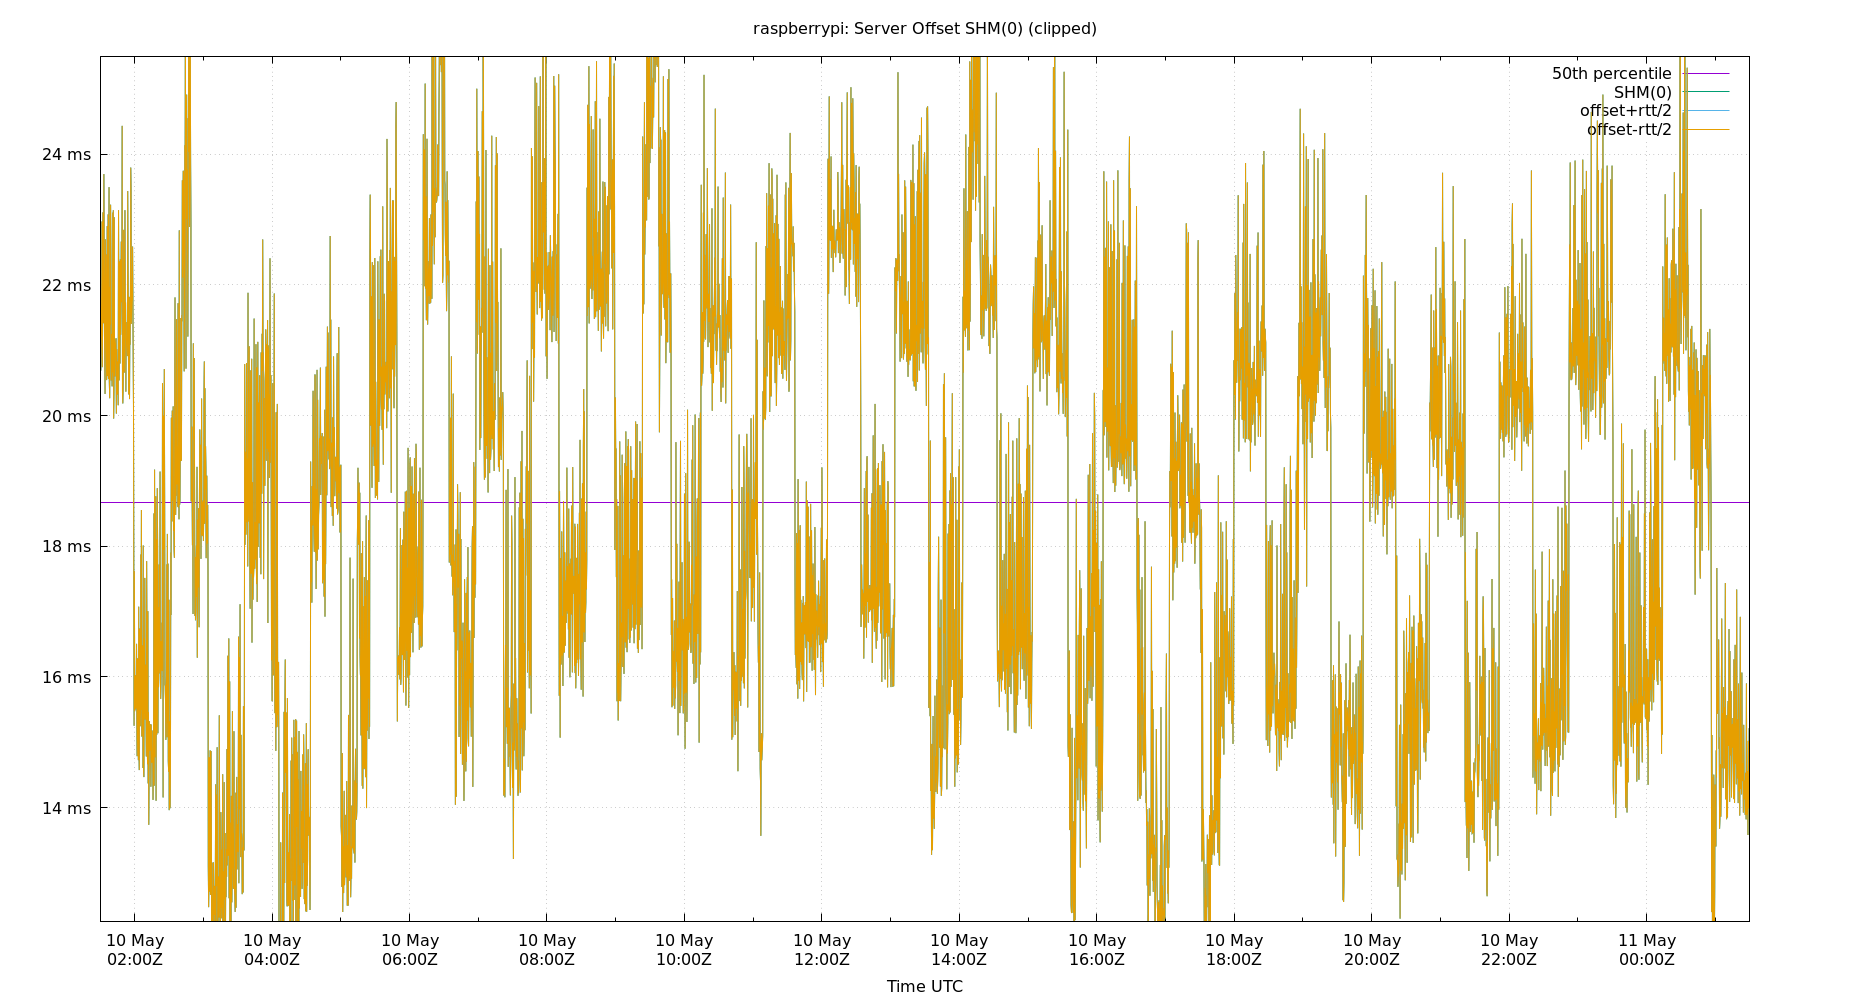 raspberrypi: Server Offset SHM(0) (clipped)
50th percentile
SHM(0)
offset+rtt/2
offset-rtt/2
24 ms
22 ms
20 ms
18 ms
16 ms
14 ms
10 May 10 May 10 May 10 May 10 May 10 May 10 May 10 May 10 May 10 May 10 May 11 May
02:00Z 04:00Z 06:00Z 08:00Z 10:00Z 12:00Z 14:00Z 16:00Z 18:00Z 20:00Z 22:00Z 00:00Z
Time UTC